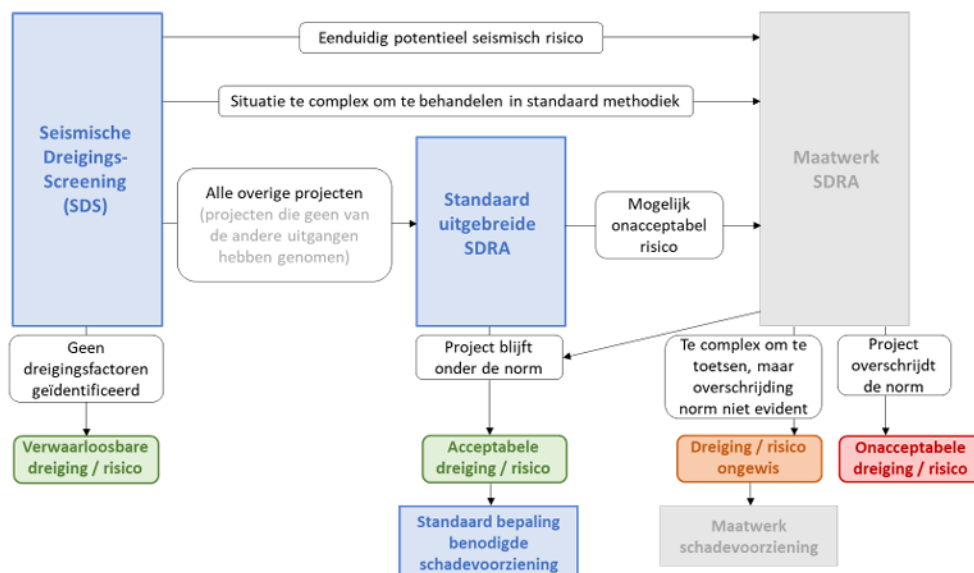 Eenduidig potentieel seismisch risico
Situatie te complex om te behandelen in standaard methodiek
Seismische
Dreigings-
Screening
(SDS)
Alle overige projecten
(projecten die geen van
de andere uitgangen
hebben genomen)
Standaard
uitgebreide
SDRA
Mogelijk
onacceptabel
risico
Maatwerk
SDRA
Geen
dreigingsfactoren
geïdentificeerd
Project blijft
onder de norm
Te complex om te
toetsen, maar
overschrijding
norm niet evident
Project
overschrijdt
de norm
Verwaarloosbare
dreiging / risico
Acceptabele
dreiging / risico
Dreiging / risico
ongewis
Onacceptabele
dreiging / risico
Standaard bepaling
benodigde
schadevoorziening
Maatwerk
schadevoorziening